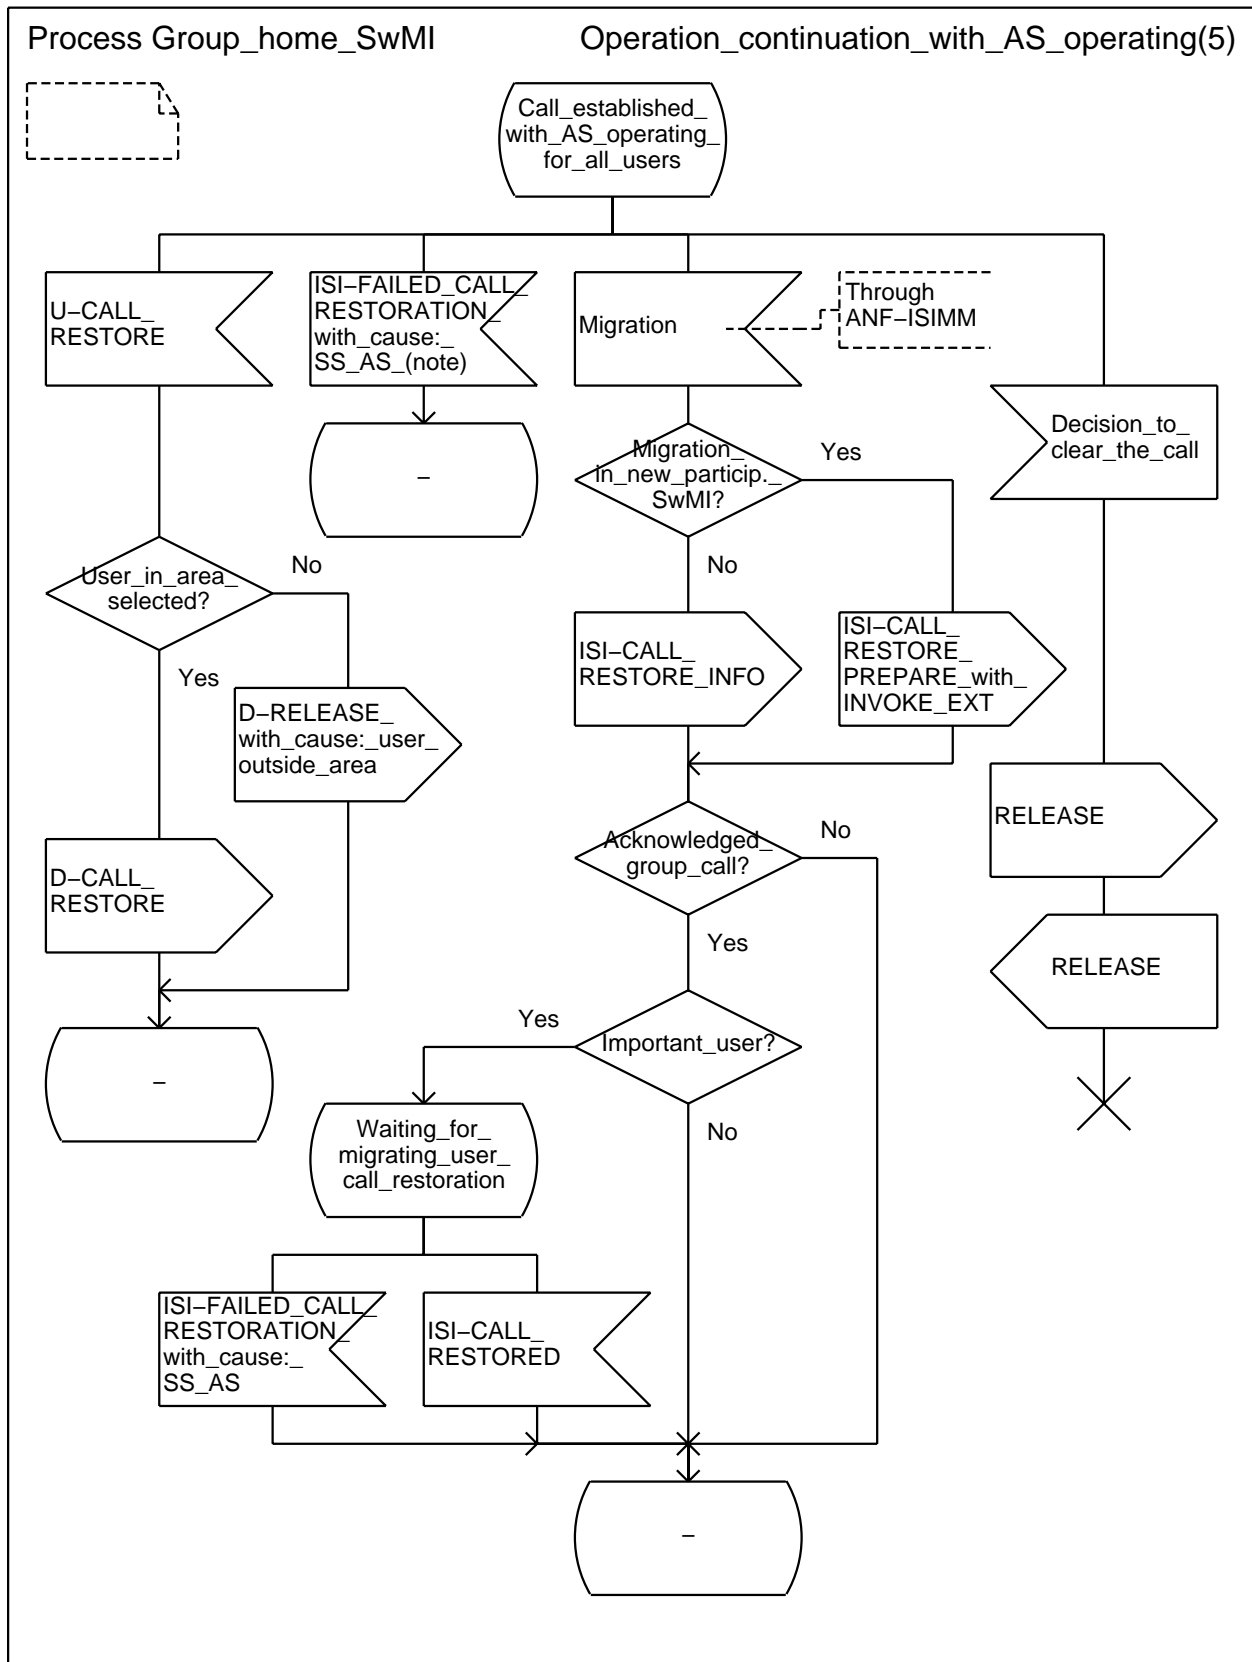 Process Group_home_SwMI
Operation_continuation_with_AS_operating(5)
Call_established_
with_AS_operating_
for_all_users
U−CALL_
RESTORE
ISI−FAILED_CALL_
RESTORATION_
with_cause:_
SS_AS_(note)
Migration
Through
ANF−ISIMM
Decision_to_
clear_the_call
−
Migration_
in_new_particip._
SwMI?
Yes
No
User_in_area_
selected?
No
Yes
ISI−CALL_
RESTORE_INFO
ISI−CALL_
RESTORE_
PREPARE_with_
INVOKE_EXT
D−RELEASE_
with_cause:_user_
outside_area
RELEASE
Acknowledged_
group_call?
No
Yes
D−CALL_
RESTORE
RELEASE
−
Important_user?
Yes
No
Waiting_for_
migrating_user_
call_restoration
ISI−FAILED_CALL_
RESTORATION_
with_cause:_
SS_AS
ISI−CALL_
RESTORED
−